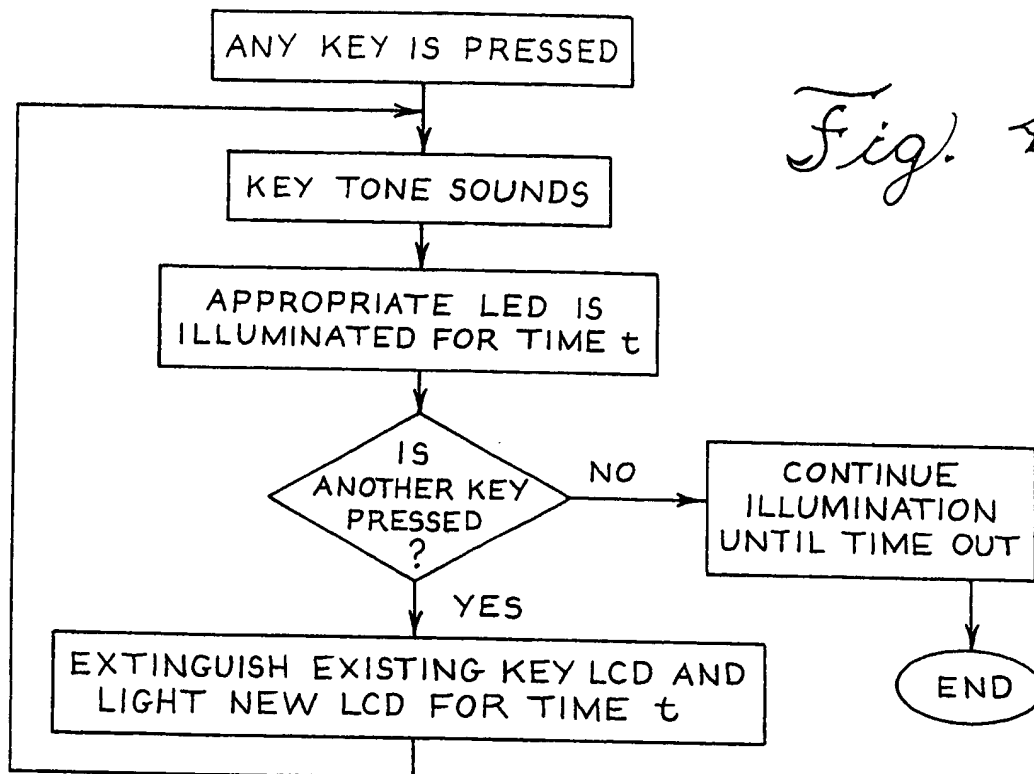 ANY KEY IS PRESSED
Fig.
KEY TONE SOUNDS
APPROPRIATE LED IS
ILLUMINATED FOR TIME t
IS
ANOTHER KEY
PRESSED
?
NO
CONTINUE
ILLUMINATION
UNTIL TIME OUT
YES
EXTINGUISH EXISTING KEY LCD AND
LIGHT NEW LCD FOR TIME t
END